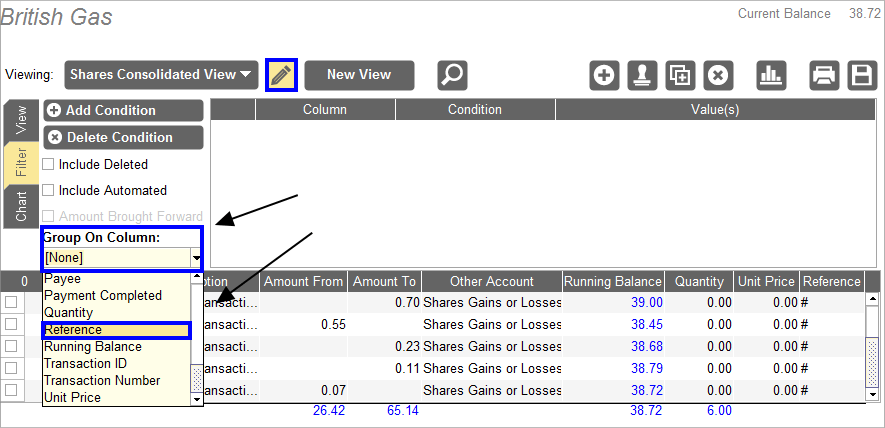 British Gas
Current Balance 38.72
Viewing: Shares Consolidated View New View
View
Filter
Chart
Add Condition
Delete Condition
Include Deleted
Include Automated
Amount Brought Forward
Group On Column:
[None]
Column Condition Value(s)
Payee
Payment Completed
Quantity
Reference
Running Balance
Transaction ID
Transaction Number
Unit Price
0 ption Amount From Amount To Other Account Running Balance Quantity Unit Price Reference
ransacti... 0.70 Shares Gains or Losses 39.00 0.00 0.00 #
ransacti... 0.55 Shares Gains or Losses 38.45 0.00 0.00 #
ransacti... 0.23 Shares Gains or Losses 38.68 0.00 0.00 #
ransacti... 0.11 Shares Gains or Losses 38.79 0.00 0.00 #
ransacti... 0.07 Shares Gains or Losses 38.72 0.00 0.00 #
26.42 65.14 38.72 6.00